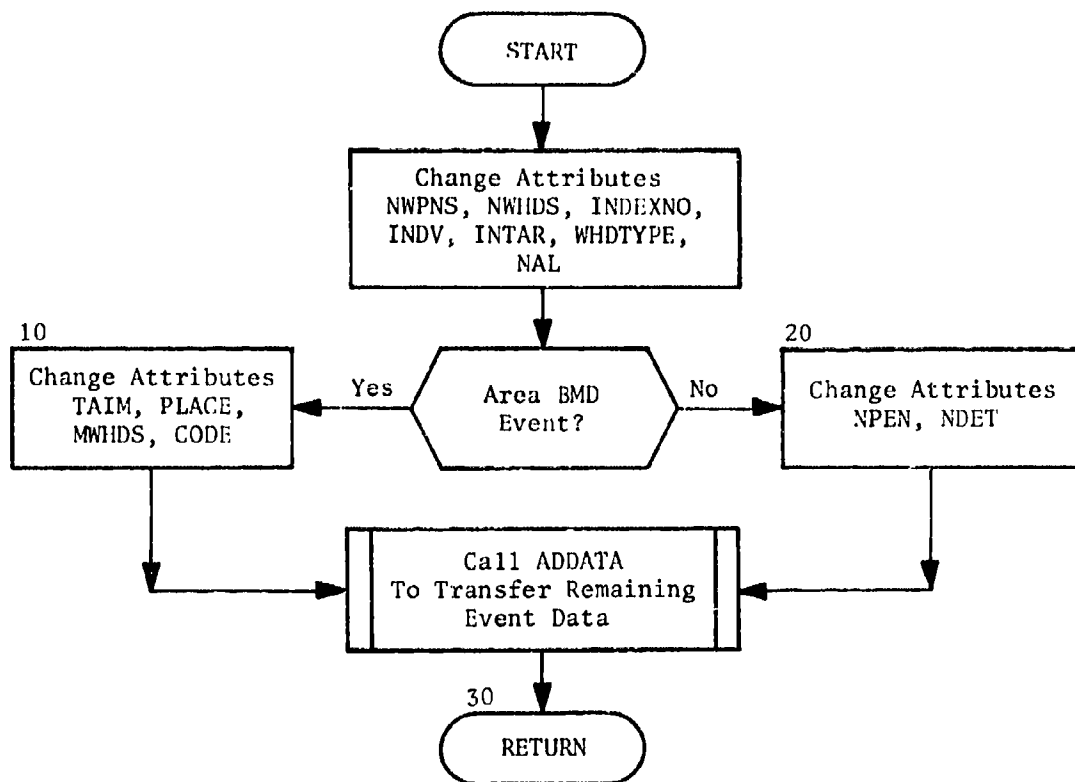 START
Change Attributes
NWPNS, NWHDS, INDEXNO,
INDV, INTAR, WHDTYPE,
NAL
10
Change Attributes
TAIM, PLACE,
MWHDS, CODE
Yes
Area BMD
Event?
No
20
Change Attributes
NPEN, NDET
Call ADDATA
To Transfer Remaining
Event Data
30
RETURN